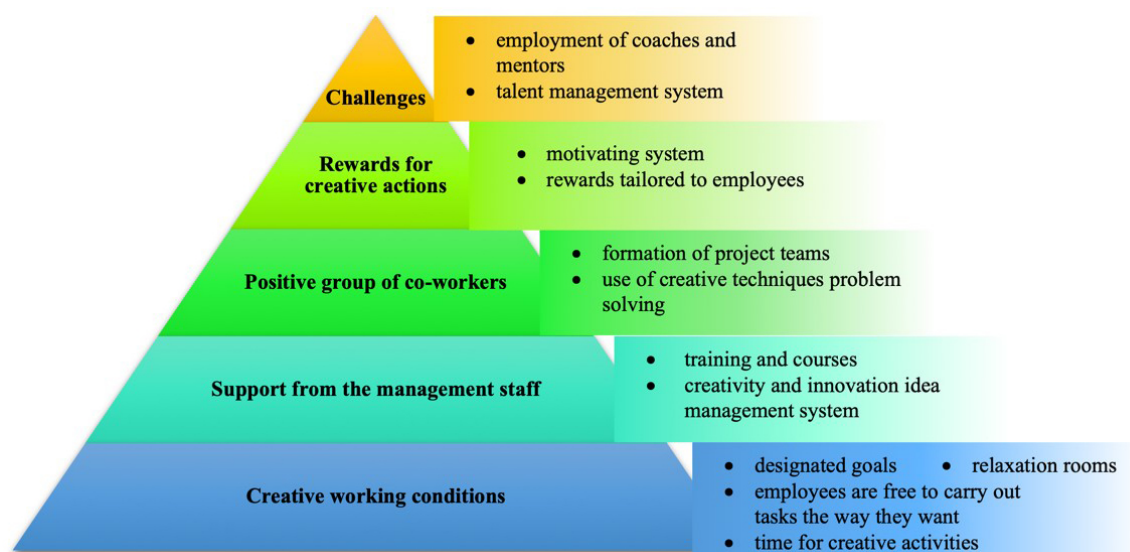 Challenges
• employment of coaches and
mentors
• talent management system
Rewards for
creative actions
• motivating system
• rewards tailored to employees
Positive group of co-workers
• formation of project teams
• use of creative techniques problem
solving
Support from the management staff
• training and courses
• creativity and innovation idea
management system
Creative working conditions
• designated goals • relaxation rooms
• employees are free to carry out
tasks the way they want
• time for creative activities